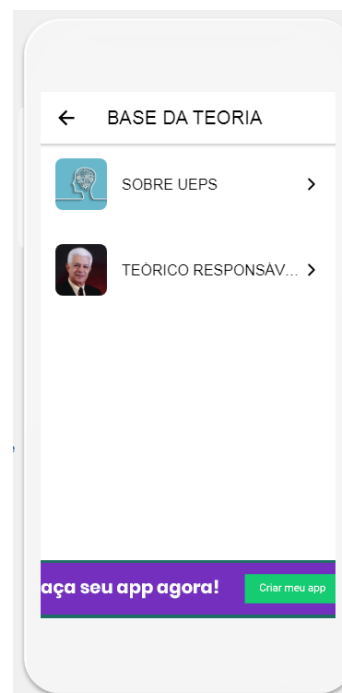 BASE DA TEORIA
SOBRE UEPS
TEÓRICO RESPONSÁV...
aça seu app agora!
Criar meu app